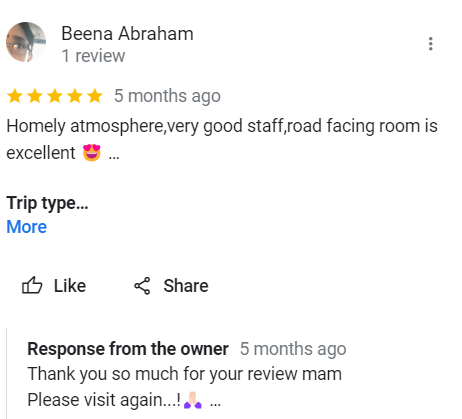 Beena Abraham
1 review
5 months ago
Homely atmosphere,very good staff,road facing room is
excellent 😍 ...
Trip type...
More
Like
Share
Response from the owner 5 months ago
Thank you so much for your review mam
Please visit again...!🙏🏻 ...